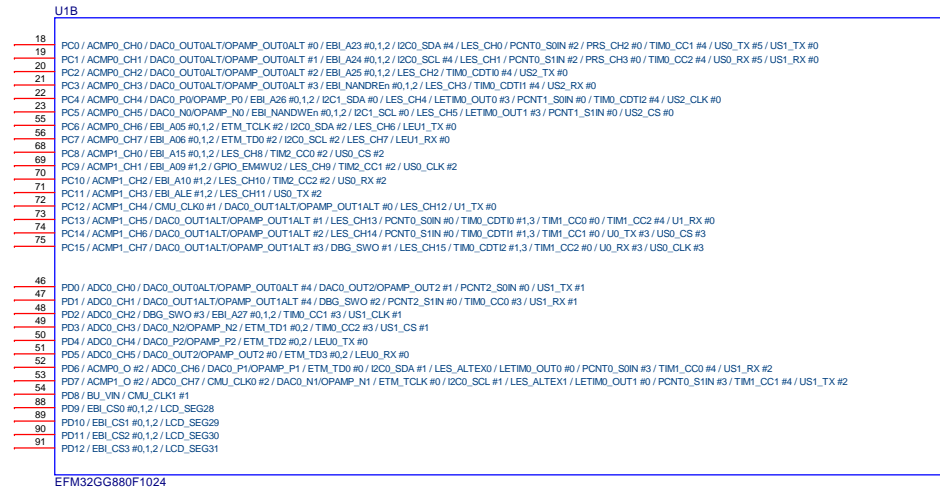 U1B
18 PC0 / ACMP0_CH0 / DAC0_OUT0ALT/OPAMP_OUT0ALT #0 / EBI_A23 #0,1,2 / I2C0_SDA #4 / LES_CH0 / PCNT0_S0IN #2 / PRS_CH2 #0 / TIM0_CC1 #4 / US0_TX #5 / US1_TX #0
19 PC1 / ACMP0_CH1 / DAC0_OUT0ALT/OPAMP_OUT0ALT #1 / EBI_A24 #0,1,2 / I2C0_SCL #4 / LES_CH1 / PCNT0_S1IN #2 / PRS_CH3 #0 / TIM0_CC2 #4 / US0_RX #5 / US1_RX #0
20 PC2 / ACMP0_CH2 / DAC0_OUT0ALT/OPAMP_OUT0ALT #2 / EBI_A25 #0,1,2 / LES_CH2 / TIM0_CDTI0 #4 / US2_TX #0
21 PC3 / ACMP0_CH3 / DAC0_OUT0ALT/OPAMP_OUT0ALT #3 / EBI_NANDREn #0,1,2 / LES_CH3 / TIM0_CDTI1 #4 / US2_RX #0
22 PC4 / ACMP0_CH4 / DAC0_P0/OPAMP_P0 / EBI_A26 #0,1,2 / I2C1_SDA #0 / LES_CH4 / LETIM0_OUT0 #3 / PCNT1_S0IN #0 / TIM0_CDTI2 #4 / US2_CLK #0
23 PC5 / ACMP0_CH5 / DAC0_N0/OPAMP_N0 / EBI_NANDWEn #0,1,2 / I2C1_SCL #0 / LES_CH5 / LETIM0_OUT1 #3 / PCNT1_S1IN #0 / US2_CS #0
55 PC6 / ACMP0_CH6 / EBI_A05 #0,1,2 / ETM_TCLK #2 / I2C0_SDA #2 / LES_CH6 / LEU1_TX #0
56 PC7 / ACMP0_CH7 / EBI_A06 #0,1,2 / ETM_TD0 #2 / I2C0_SCL #2 / LES_CH7 / LEU1_RX #0
68 PC8 / ACMP1_CH0 / EBI_A15 #0,1,2 / LES_CH8 / TIM2_CC0 #2 / US0_CS #2
69 PC9 / ACMP1_CH1 / EBI_A09 #1,2 / GPIO_EM4WU2 / LES_CH9 / TIM2_CC1 #2 / US0_CLK #2
70 PC10 / ACMP1_CH2 / EBI_A10 #1,2 / LES_CH10 / TIM2_CC2 #2 / US0_RX #2
71 PC11 / ACMP1_CH3 / EBI_ALE #1,2 / LES_CH11 / US0_TX #2
72 PC12 / ACMP1_CH4 / CMU_CLK0 #1 / DAC0_OUT1ALT/OPAMP_OUT1ALT #0 / LES_CH12 / U1_TX #0
73 PC13 / ACMP1_CH5 / DAC0_OUT1ALT/OPAMP_OUT1ALT #1 / LES_CH13 / PCNT0_S0IN #0 / TIM0_CDTI0 #1,3 / TIM1_CC0 #0 / TIM1_CC2 #4 / U1_RX #0
74 PC14 / ACMP1_CH6 / DAC0_OUT1ALT/OPAMP_OUT1ALT #2 / LES_CH14 / PCNT0_S1IN #0 / TIM0_CDTI1 #1,3 / TIM1_CC1 #0 / U0_TX #3 / US0_CS #3
75 PC15 / ACMP1_CH7 / DAC0_OUT1ALT/OPAMP_OUT1ALT #3 / DBG_SWO #1 / LES_CH15 / TIM0_CDTI2 #1,3 / TIM1_CC2 #0 / U0_RX #3 / US0_CLK #3
46 PD0 / ADC0_CH0 / DAC0_OUT0ALT/OPAMP_OUT0ALT #4 / DAC0_OUT2/OPAMP_OUT2 #1 / PCNT2_S0IN #0 / US1_TX #1
47 PD1 / ADC0_CH1 / DAC0_OUT1ALT/OPAMP_OUT1ALT #4 / DBG_SWO #2 / PCNT2_S1IN #0 / TIM0_CC0 #3 / US1_RX #1
48 PD2 / ADC0_CH2 / DBG_SWO #3 / EBI_A27 #0,1,2 / TIM0_CC1 #3 / US1_CLK #1
49 PD3 / ADC0_CH3 / DAC0_N2/OPAMP_N2 / ETM_TD1 #0,2 / TIM0_CC2 #3 / US1_CS #1
50 PD4 / ADC0_CH4 / DAC0_P2/OPAMP_P2 / ETM_TD2 #0,2 / LEU0_TX #0
51 PD5 / ADC0_CH5 / DAC0_OUT2/OPAMP_OUT2 #0 / ETM_TD3 #0,2 / LEU0_RX #0
52 PD6 / ACMP0_O #2 / ADC0_CH6 / DAC0_P1/OPAMP_P1 / ETM_TD0 #0 / I2C0_SDA #1 / LES_ALTEX0 / LETIM0_OUT0 #0 / PCNT0_S0IN #3 / TIM1_CC0 #4 / US1_RX #2
53 PD7 / ACMP1_O #2 / ADC0_CH7 / CMU_CLK0 #2 / DAC0_N1/OPAMP_N1 / ETM_TCLK #0 / I2C0_SCL #1 / LES_ALTEX1 / LETIM0_OUT1 #0 / PCNT0_S1IN #3 / TIM1_CC1 #4 / US1_TX #2
54 PD8 / BU_VIN / CMU_CLK1 #1
88 PD9 / EBI_CS0 #0,1,2 / LCD_SEG28
89 PD10 / EBI_CS1 #0,1,2 / LCD_SEG29
90 PD11 / EBI_CS2 #0,1,2 / LCD_SEG30
91 PD12 / EBI_CS3 #0,1,2 / LCD_SEG31
EFM32GG880F1024